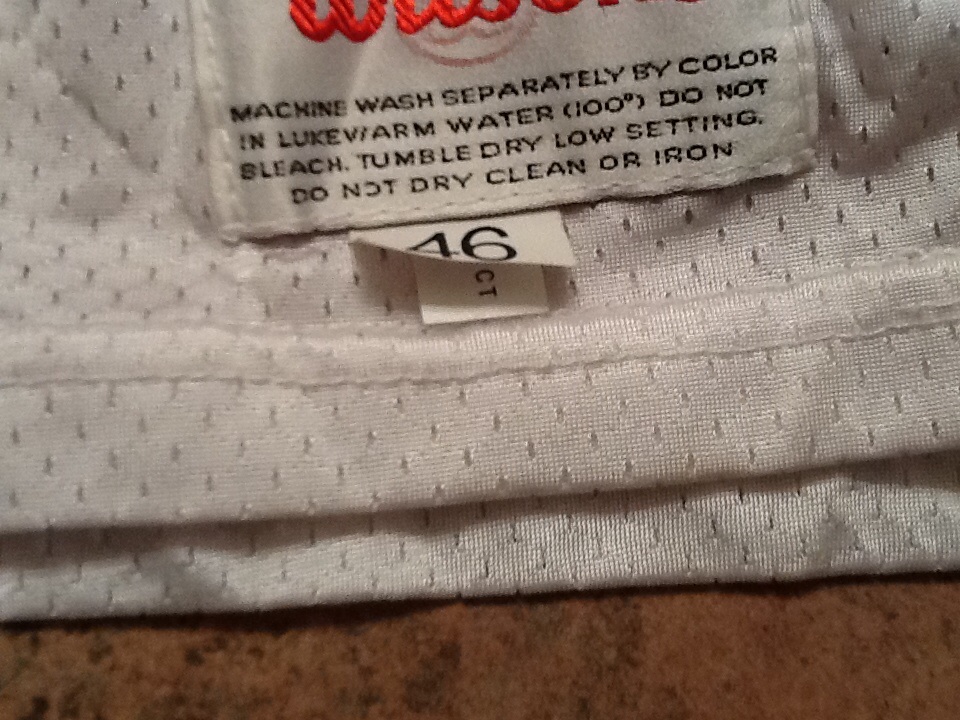 Wilson
MACHINE WASH SEPARATELY BY COLOR
IN LUKEWARM WATER (100°) DO NOT
BLEACH. TUMBLE DRY LOW SETTING.
DO NOT DRY CLEAN OR IRON
46
CT